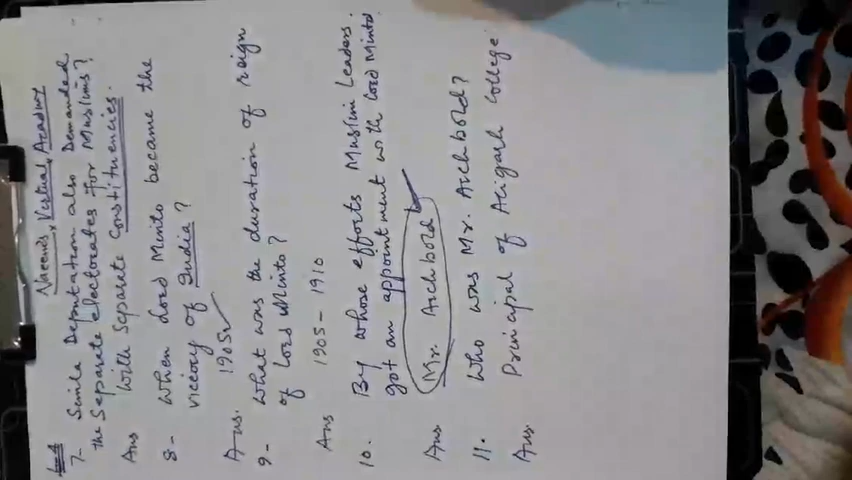 Naeem's Virtual Academy
7- Simla Deputation also Demanded
the Separate electorates for Muslims?
Ans With Separate Constituencies.
8- When Lord Minto became the
viceory of India?
Ans. 1905
9- What was the duration of reign
of Lord Minto?
Ans 1905-1910
10. By whose efforts Muslim Leaders.
got an appointment with Lord Minto.
Ans Mr. Archbold
11. Who was Mr. Archbold?
Ans. Principal of Aligarh College